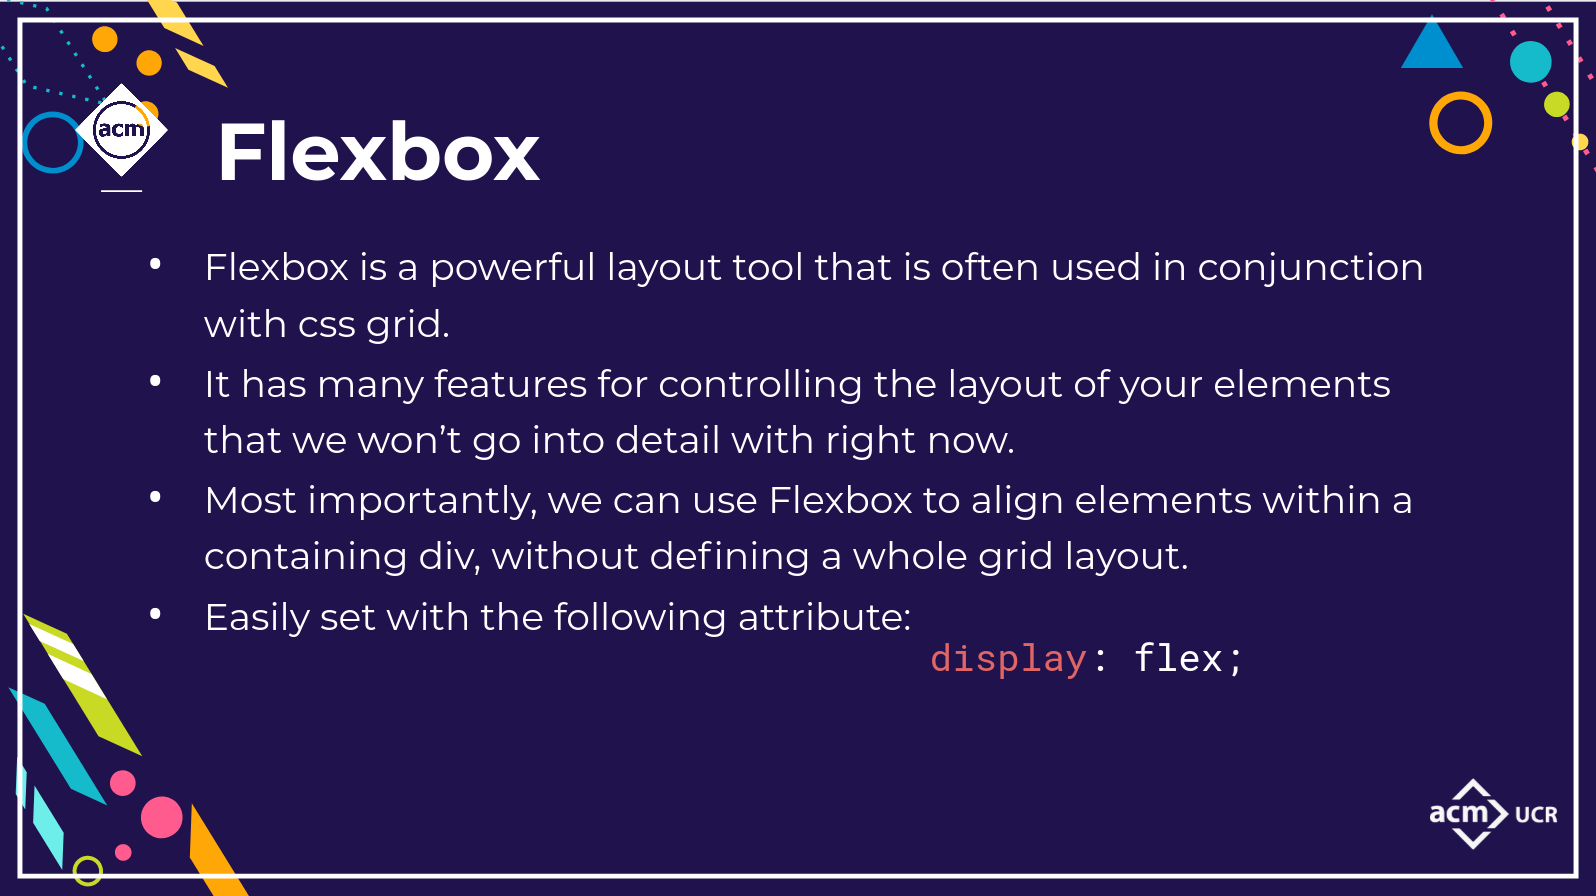 acm
Flexbox
• Flexbox is a powerful layout tool that is often used in conjunction
with css grid.
• It has many features for controlling the layout of your elements
that we won’t go into detail with right now.
• Most importantly, we can use Flexbox to align elements within a
containing div, without defining a whole grid layout.
• Easily set with the following attribute:
display: flex;
acm UCR